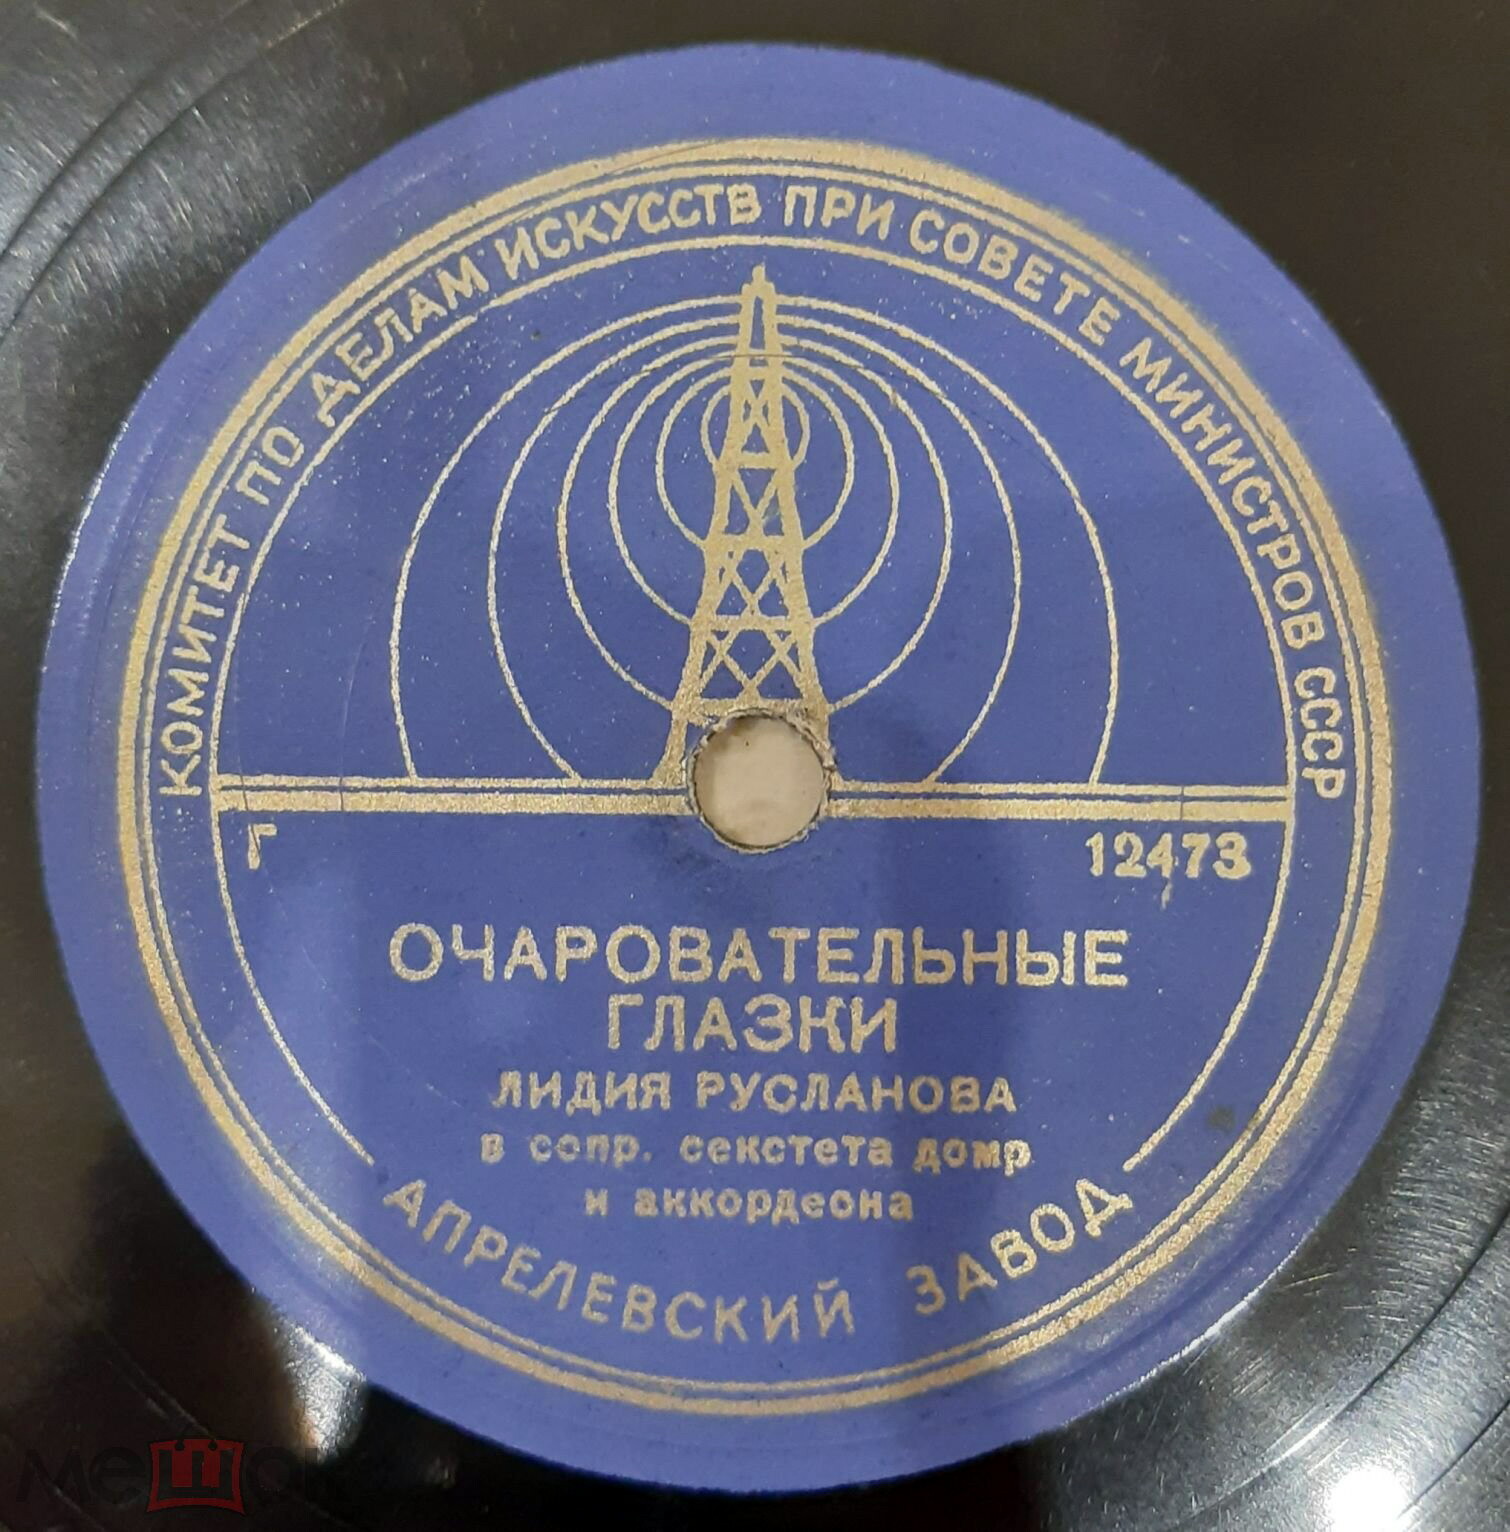 КОМИТЕТ ПО ДЕЛАМ ИСКУССТВ ПРИ СОВЕТЕ МИНИСТРОВ СССР
Г 12473
ОЧАРОВАТЕЛЬНЫЕ
ГЛАЗКИ
ЛИДИЯ РУСЛАНОВА
в сопр. секстета домр
и аккордеона
АПРЕЛЕВСКИЙ ЗАВОД
мешок